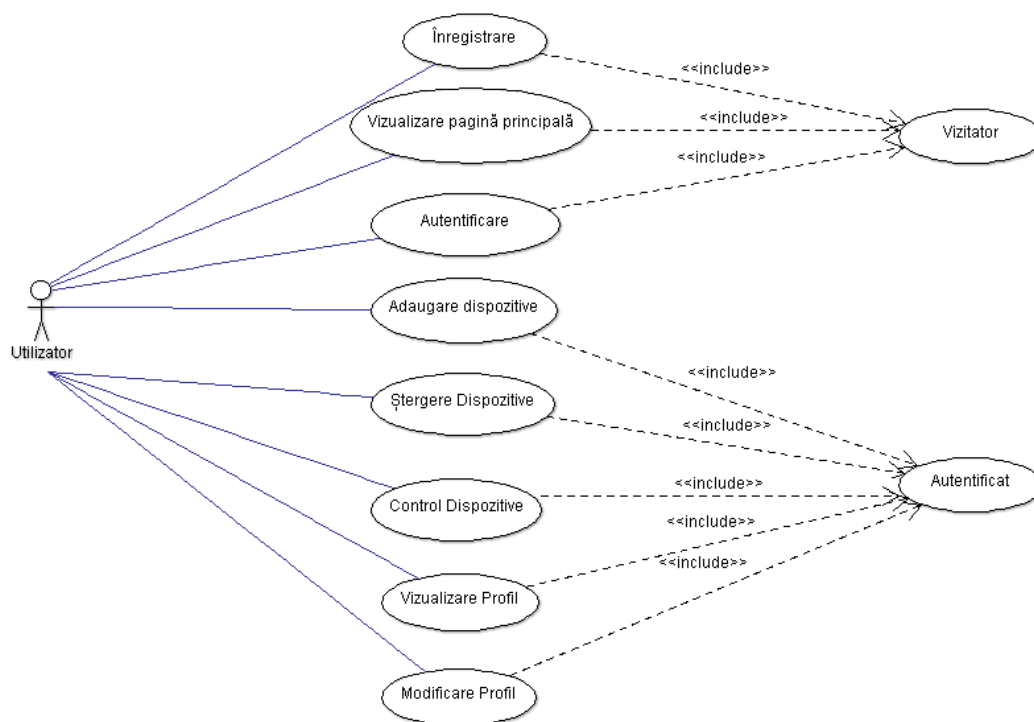 Înregistrare
<<include>>
Vizualizare pagină principală
<<include>>
Vizitator
<<include>>
Autentificare
Adaugare dispozitive
Utilizator
<<include>>
Ștergere Dispozitive
<<include>>
Autentificat
<<include>>
Control Dispozitive
<<include>>
<<include>>
Vizualizare Profil
Modificare Profil